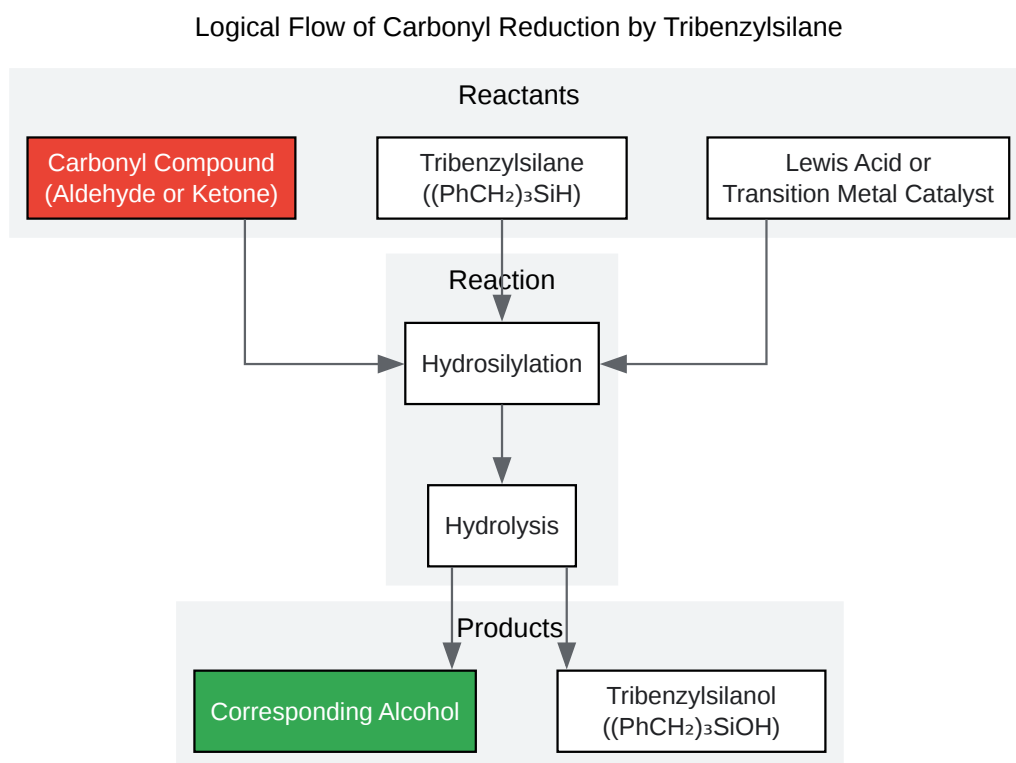 Logical Flow of Carbonyl Reduction by Tribenzylsilane
Reactants
Carbonyl Compound
(Aldehyde or Ketone)
Tribenzylsilane
((PhCH₂)₃SiH)
Lewis Acid or
Transition Metal Catalyst
Reaction
Hydrosilylation
Hydrolysis
Products
Corresponding Alcohol
Tribenzylsilanol
((PhCH₂)₃SiOH)